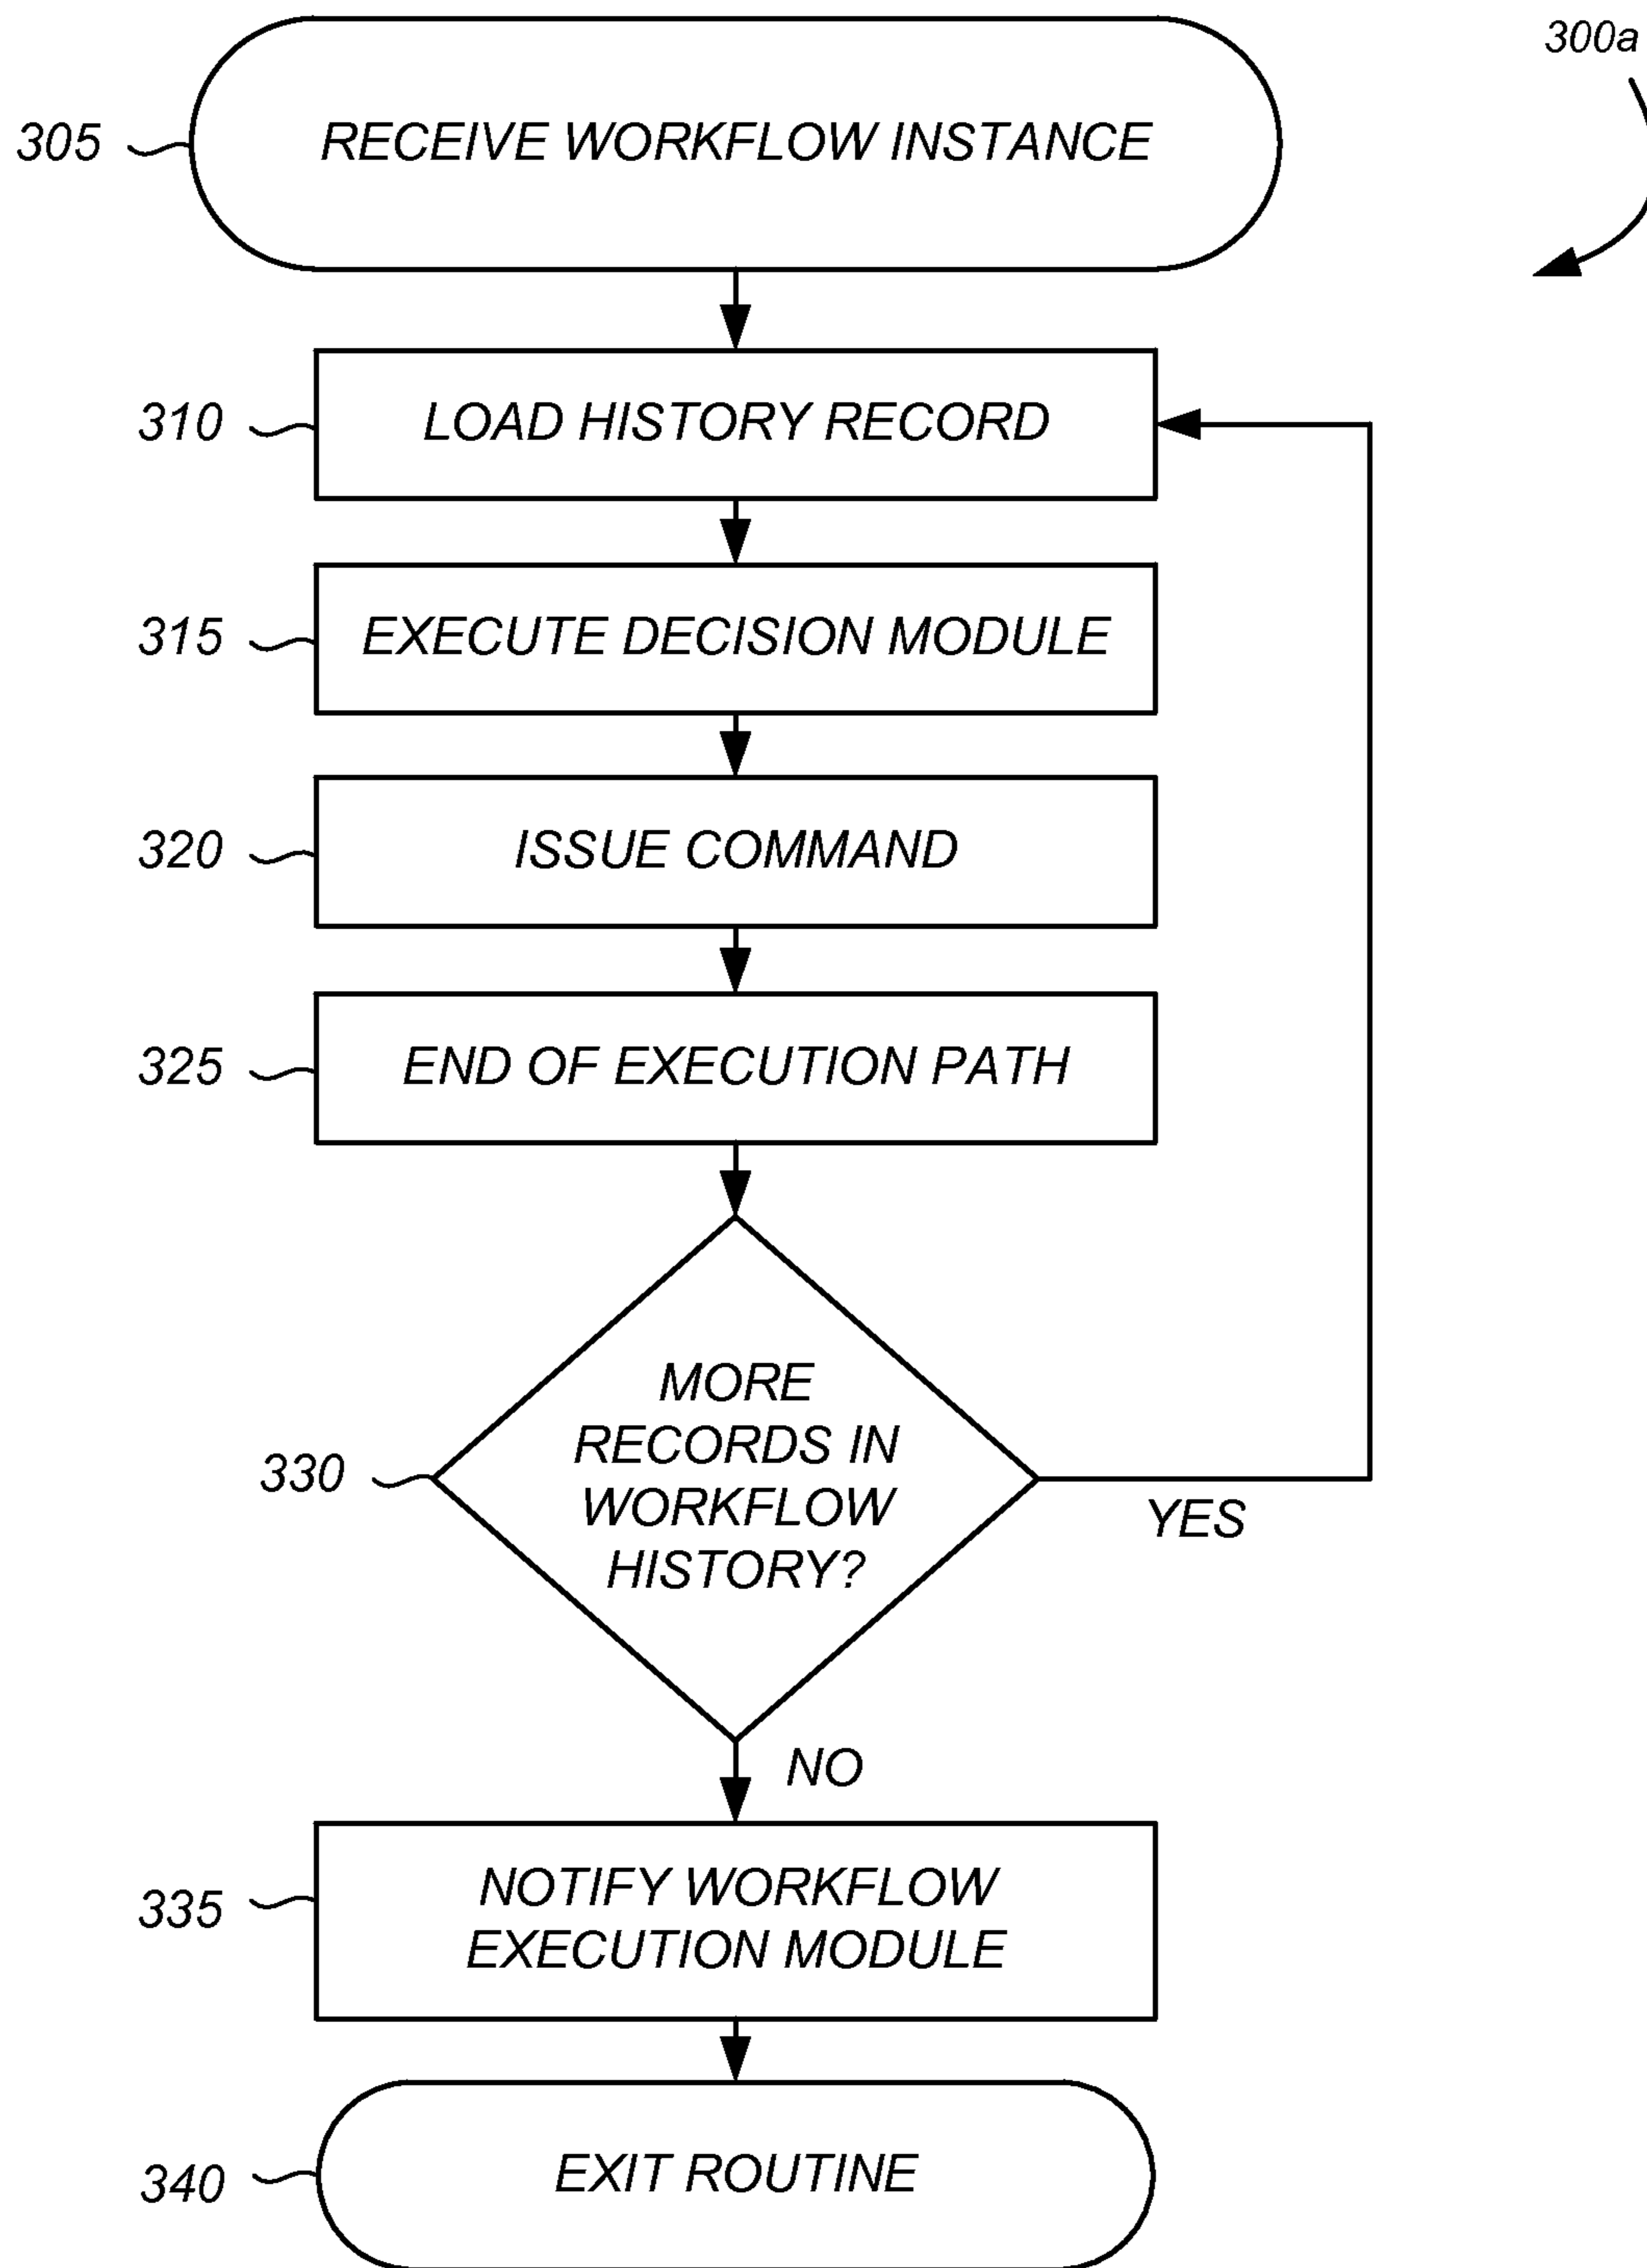 300a
305
RECEIVE WORKFLOW INSTANCE
310
LOAD HISTORY RECORD
315
EXECUTE DECISION MODULE
320
ISSUE COMMAND
325
END OF EXECUTION PATH
330
MORE
RECORDS IN
WORKFLOW
HISTORY?
YES
NO
335
NOTIFY WORKFLOW
EXECUTION MODULE
340
EXIT ROUTINE